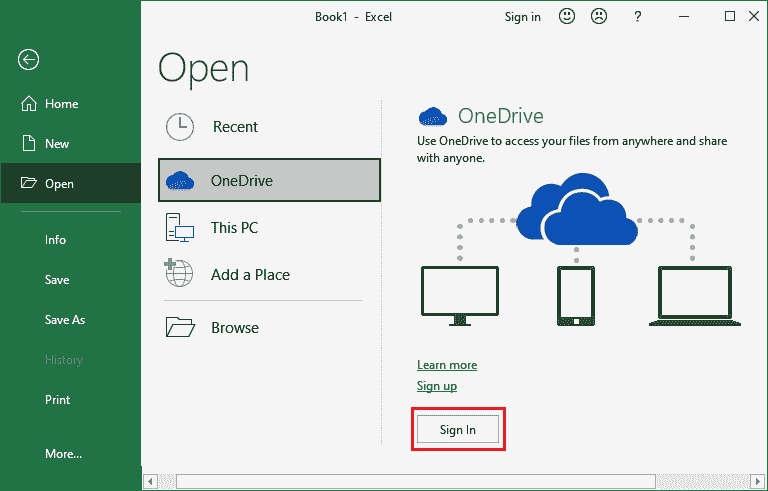 Book1 - Excel
Sign in
?
Home
New
Open
Info
Save
Save As
History
Print
More...
Open
Recent
OneDrive
This PC
Add a Place
Browse
OneDrive
Use OneDrive to access your files from anywhere and share
with anyone.
Learn more
Sign up
Sign In